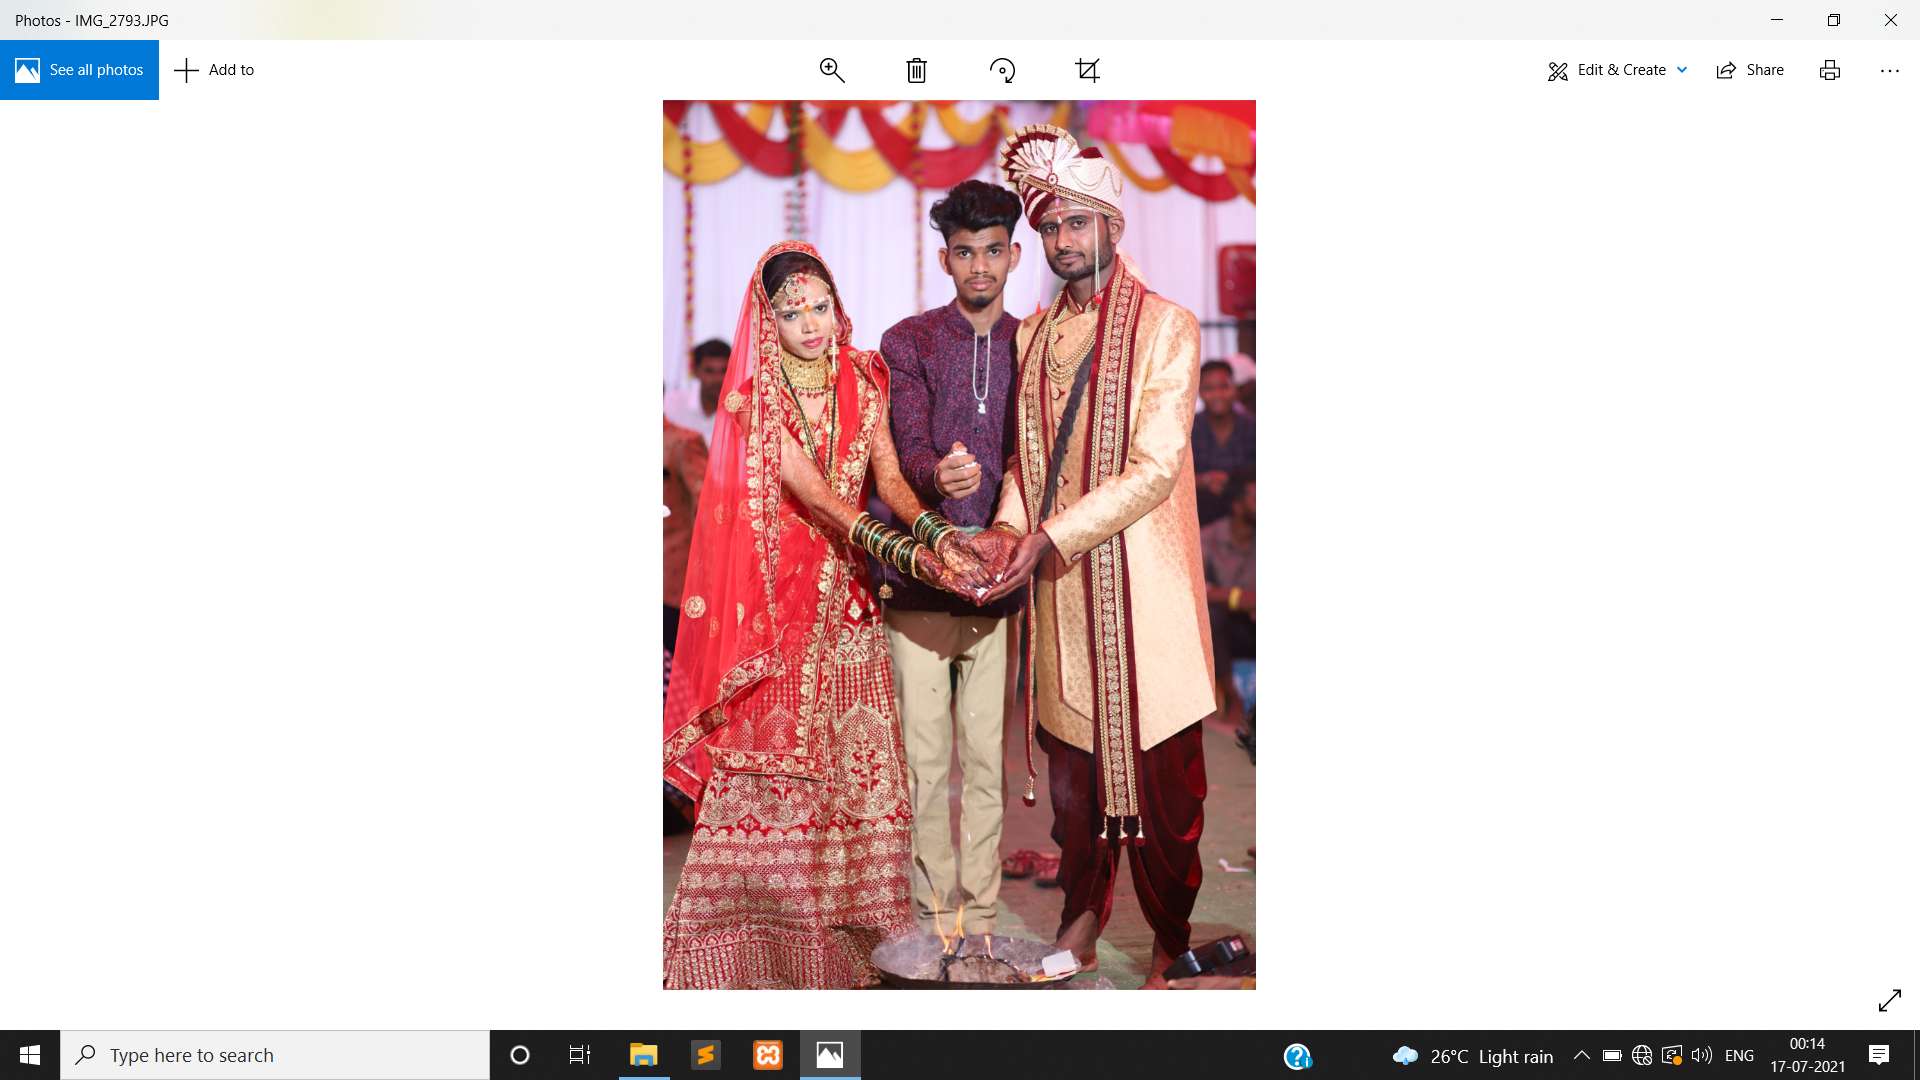 Photos - IMG_2793.JPG
See all photos
Add to
Edit & Create
Share
Type here to search
26°C Light rain
ENG
00:14
17-07-2021